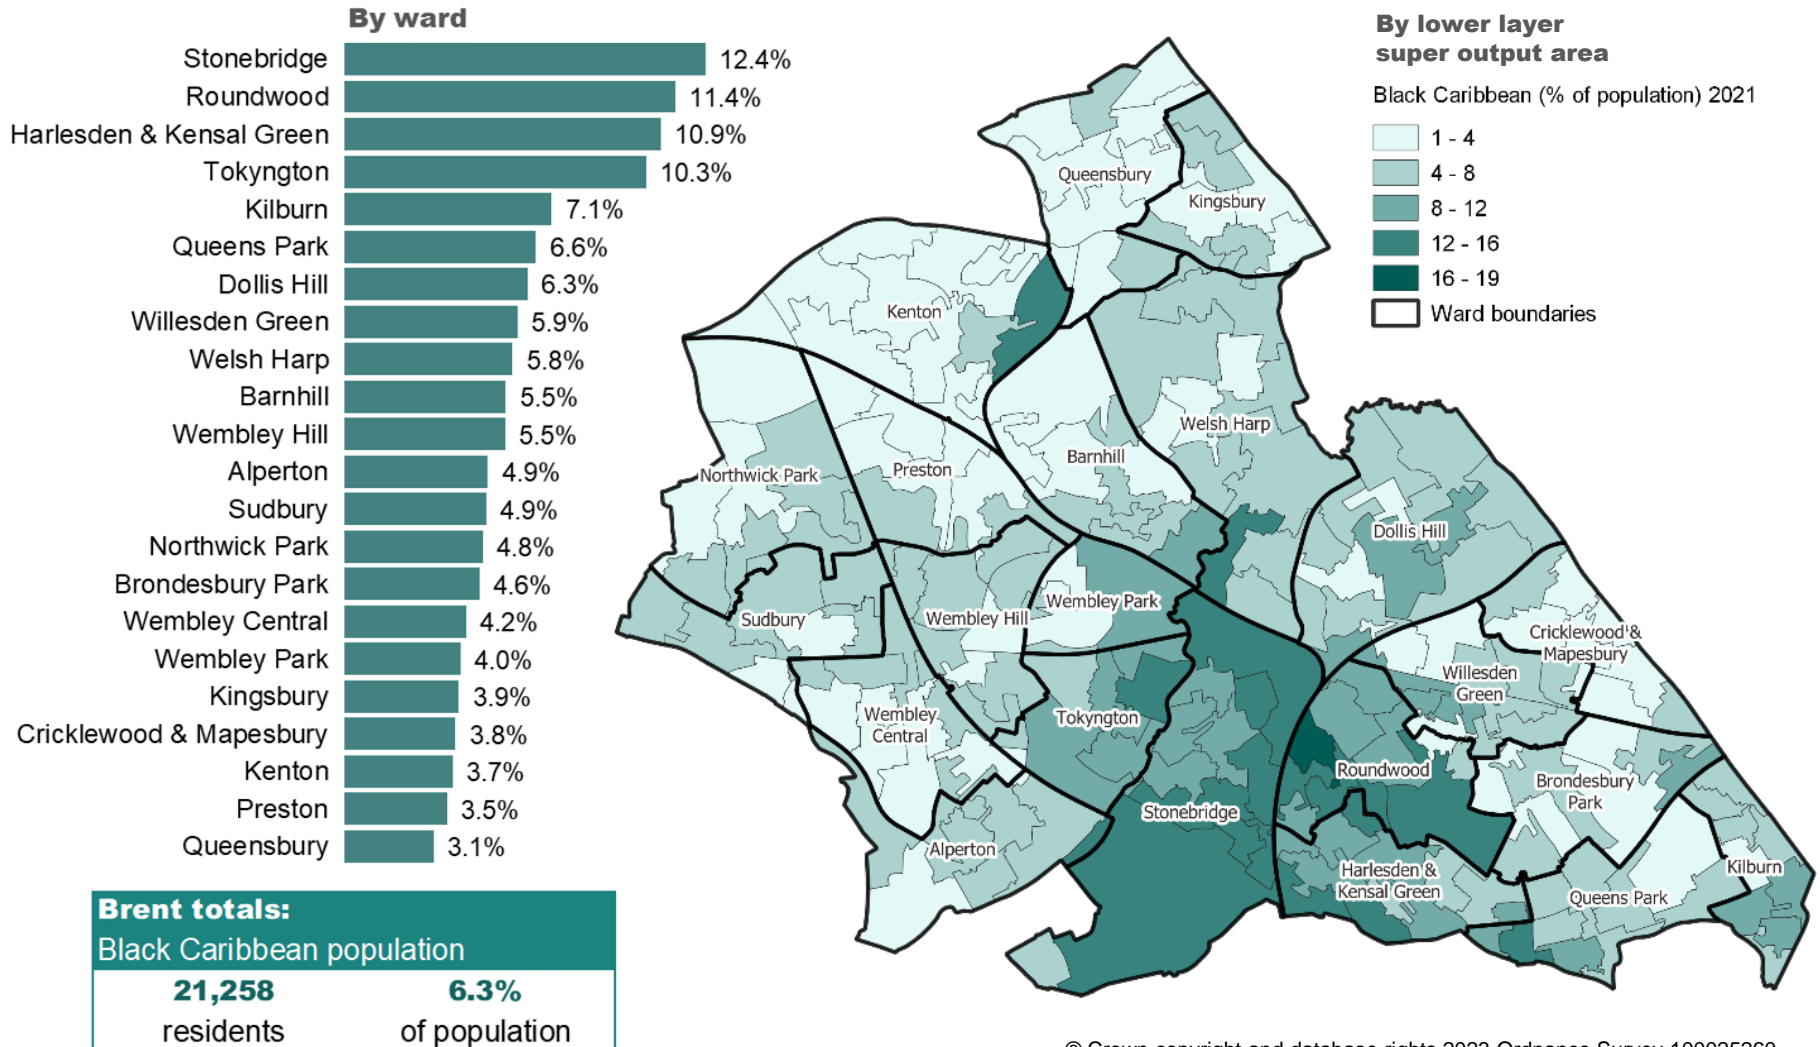 By ward
Stonebridge 12.4%
Roundwood 11.4%
Harlesden & Kensal Green 10.9%
Tokyngton 10.3%
Kilburn 7.1%
Queens Park 6.6%
Dollis Hill 6.3%
Willesden Green 5.9%
Welsh Harp 5.8%
Barnhill 5.5%
Wembley Hill 5.5%
Alperton 4.9%
Sudbury 4.9%
Northwick Park 4.8%
Brondesbury Park 4.6%
Wembley Central 4.2%
Wembley Park 4.0%
Kingsbury 3.9%
Cricklewood & Mapesbury 3.8%
Kenton 3.7%
Preston 3.5%
Queensbury 3.1%
Brent totals:
Black Caribbean population
21,258 6.3%
residents of population
By lower layer
super output area
Black Caribbean (% of population) 2021
1 - 4
4 - 8
8 - 12
12 - 16
16 - 19
Ward boundaries
Queensbury
Kingsbury
Kenton
Welsh Harp
Barnhill
Preston
Northwick Park
Dollis Hill
Wembley Park
Wembley Hill
Sudbury
Cricklewood &
Mapesbury
Willesden
Green
Tokyngton
Wembley
Central
Roundwood
Brondesbury
Park
Stonebridge
Alperton
Harlesden &
Kensal Green
Kilburn
Queens Park